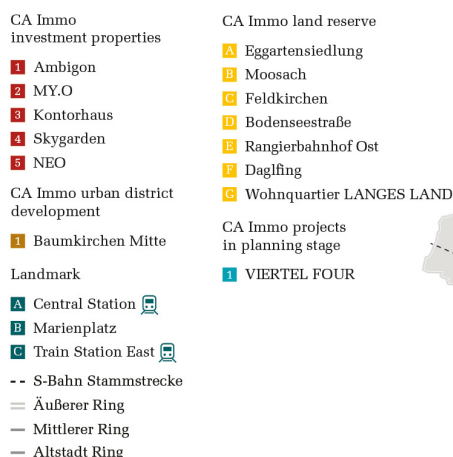 CA Immo
investment properties
1 Ambigon
2 MY.O
3 Kontorhaus
4 Skygarden
5 NEO
CA Immo urban district
development
1 Baumkirchen Mitte
Landmark
A Central Station
B Marienplatz
C Train Station East
S-Bahn Stammstrecke
Äußerer Ring
Mittlerer Ring
Altstadt Ring
CA Immo land reserve
A Eggartensiedlung
B Moosach
C Feldkirchen
D Bodenseestraße
E Rangierbahnhof Ost
F Daglfing
G Wohnquartier LANGES LAND
CA Immo projects
in planning stage
1 VIERTEL FOUR